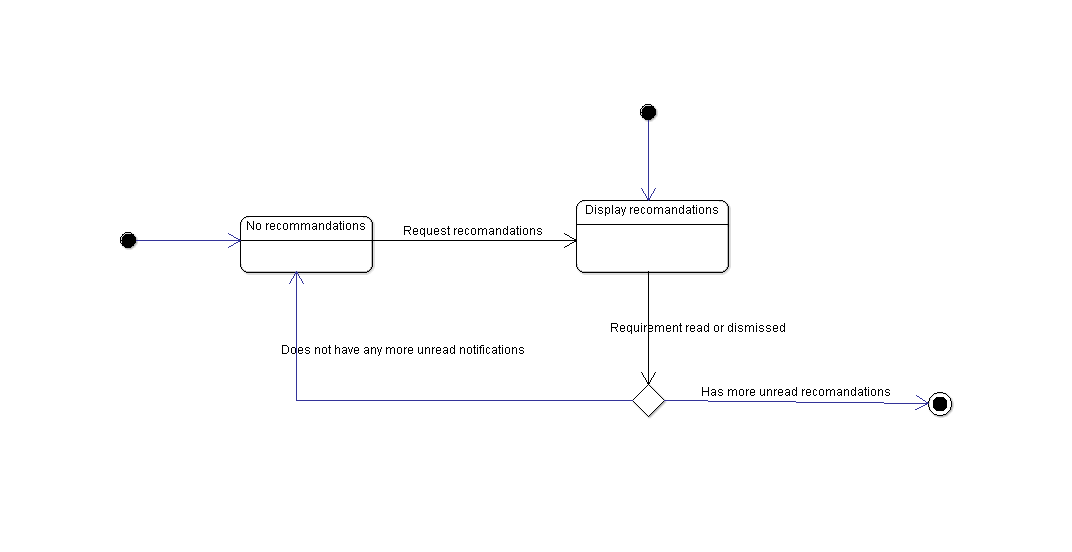 Display recomandations
No recommandations
Request recomandations
Requirement read or dismissed
Does not have any more unread notifications
Has more unread recomandations